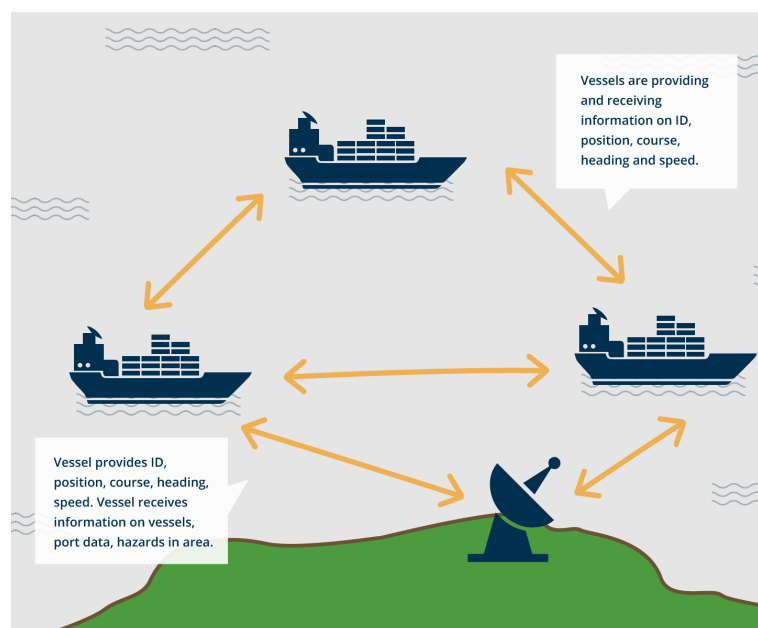 Vessels are providing
and receiving
information on ID,
position, course,
heading and speed.
Vessel provides ID,
position, course, heading,
speed. Vessel receives
information on vessels,
port data, hazards in area.